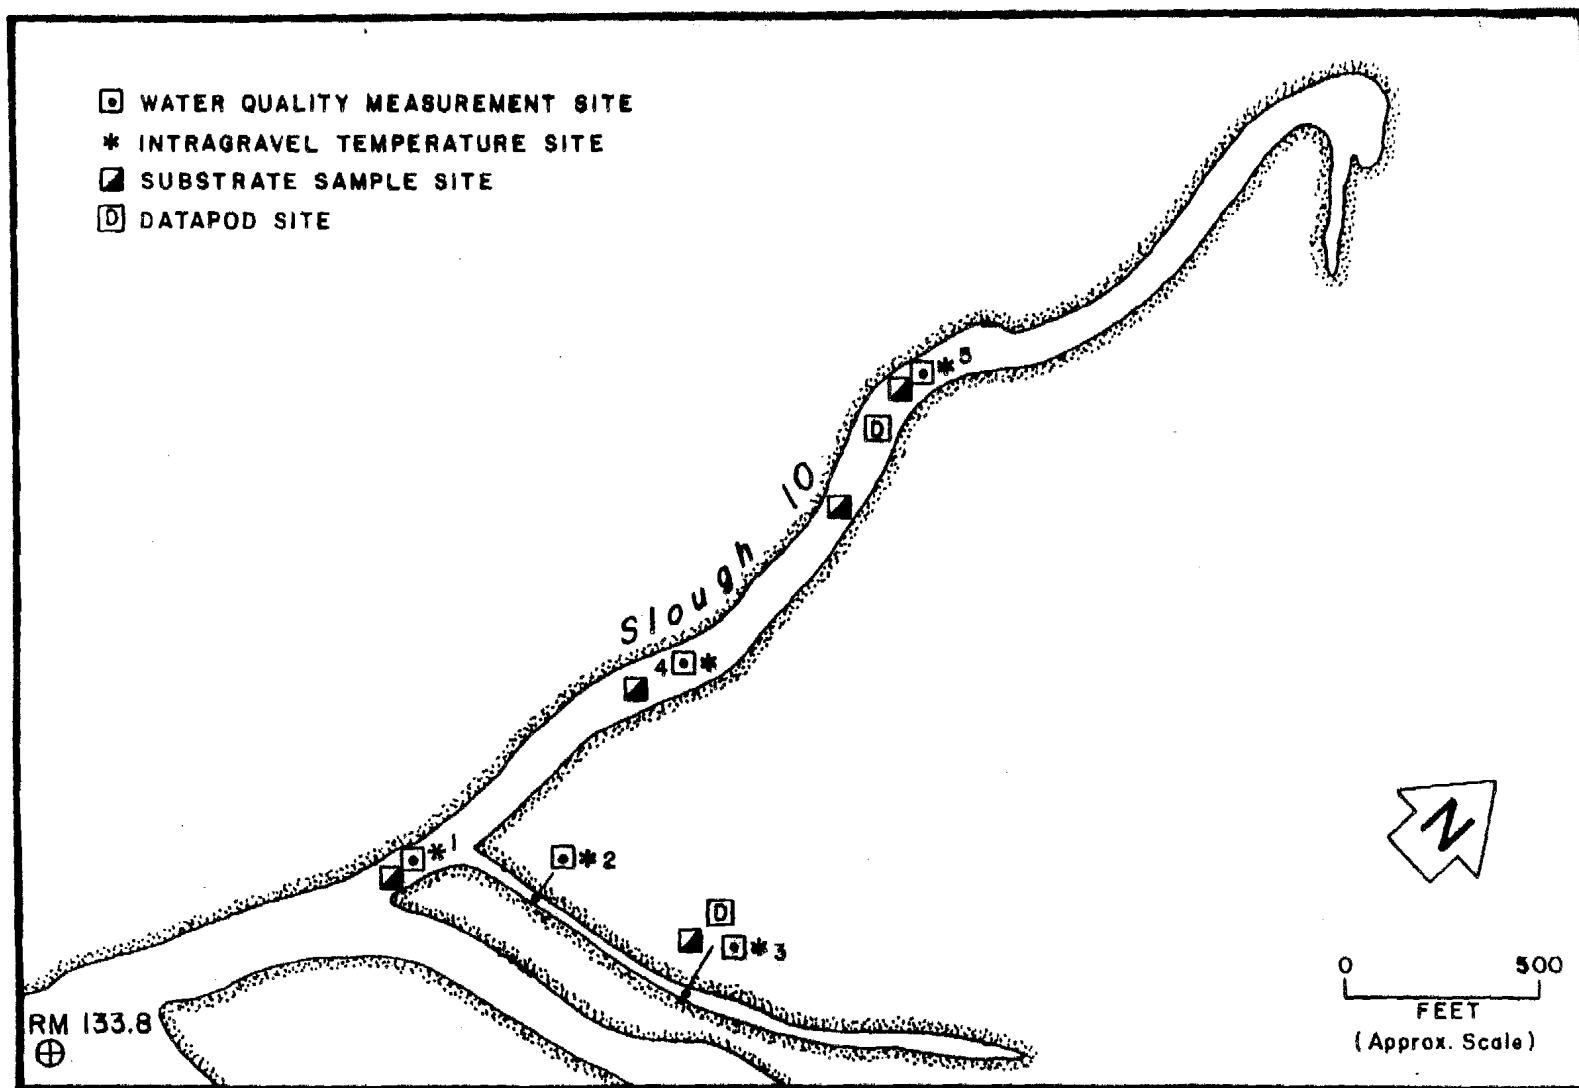 WATER QUALITY MEASUREMENT SITE
* INTRAGRAVEL TEMPERATURE SITE
SUBSTRATE SAMPLE SITE
D DATAPOD SITE
* 5
D
Slough 10
4 *
* 1
* 2
D
* 3
N
0 500
FEET
(Approx. Scale)
RM 133.8